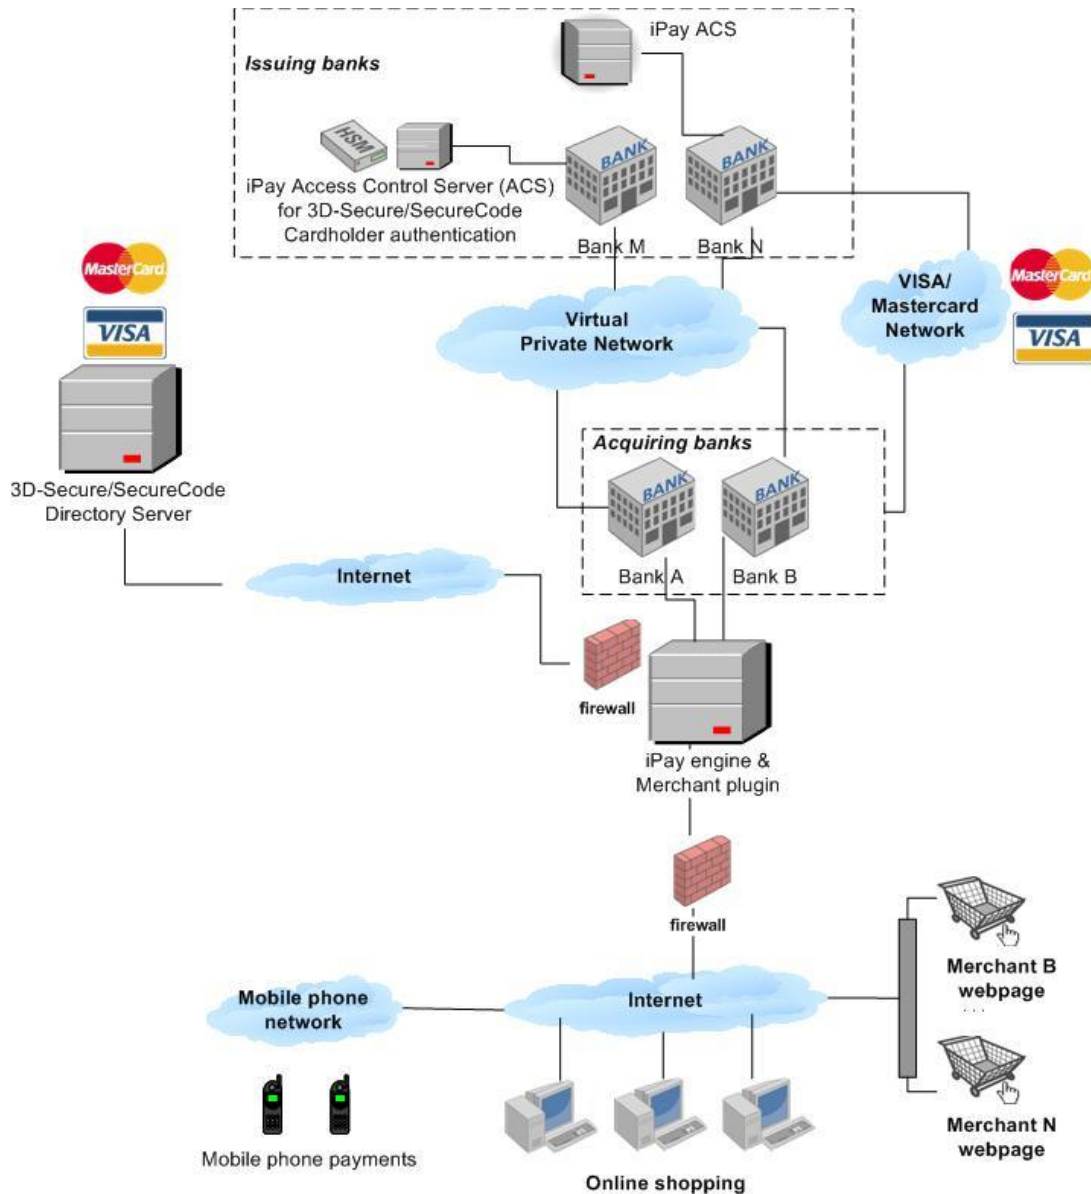 iPay ACS
Issuing banks
HSM
BANK
BANK
iPay Access Control Server (ACS)
for 3D-Secure/SecureCode
Cardholder authentication
Bank M
Bank N
MasterCard
VISA
VISA/
Mastercard
Network
MasterCard
VISA
Virtual
Private Network
Acquiring banks
BANK
BANK
3D-Secure/SecureCode
Directory Server
Bank A
Bank B
Internet
firewall
iPay engine &
Merchant plugin
firewall
Merchant B
webpage
. . .
Mobile phone
network
Internet
Merchant N
webpage
Mobile phone payments
Online shopping